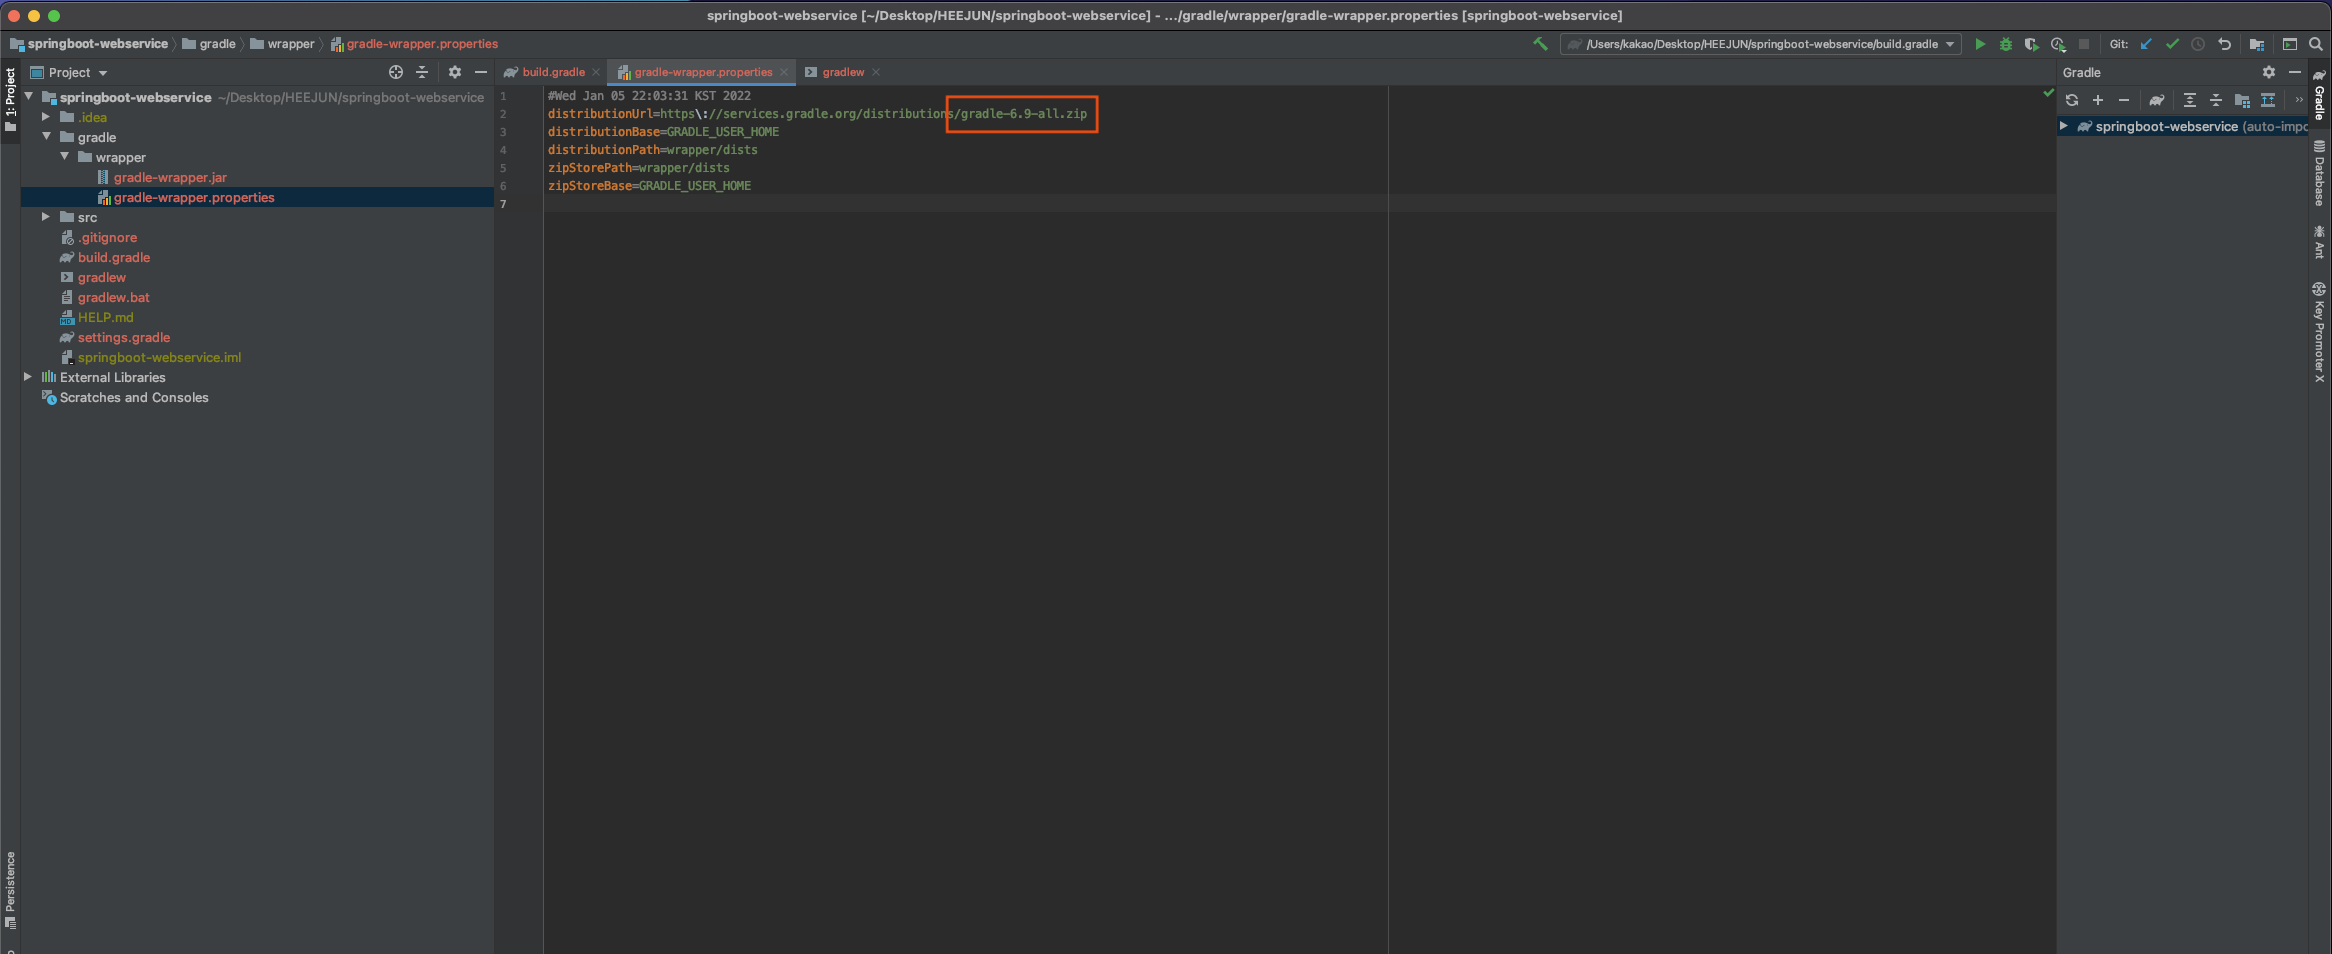 springboot-webservice [~/Desktop/HEEJUN/springboot-webservice] - .../gradle/wrapper/gradle-wrapper.properties [springboot-webservice]
springboot-webservice gradle wrapper gradle-wrapper.properties
/Users/kakao/Desktop/HEEJUN/springboot-webservice/build.gradle
Git:
1: Project
Project
springboot-webservice ~/Desktop/HEEJUN/springboot-webservice
.idea
gradle
wrapper
gradle-wrapper.jar
gradle-wrapper.properties
src
.gitignore
build.gradle
gradlew
gradlew.bat
HELP.md
settings.gradle
springboot-webservice.iml
External Libraries
Scratches and Consoles
Persistence
build.gradle
gradle-wrapper.properties
gradlew
1 #Wed Jan 05 22:03:31 KST 2022
2 distributionUrl=https\://services.gradle.org/distributions/gradle-6.9-all.zip
3 distributionBase=GRADLE_USER_HOME
4 distributionPath=wrapper/dists
5 zipStorePath=wrapper/dists
6 zipStoreBase=GRADLE_USER_HOME
7
Gradle
springboot-webservice (auto-impo
Gradle
Database
Ant
Key Promoter X